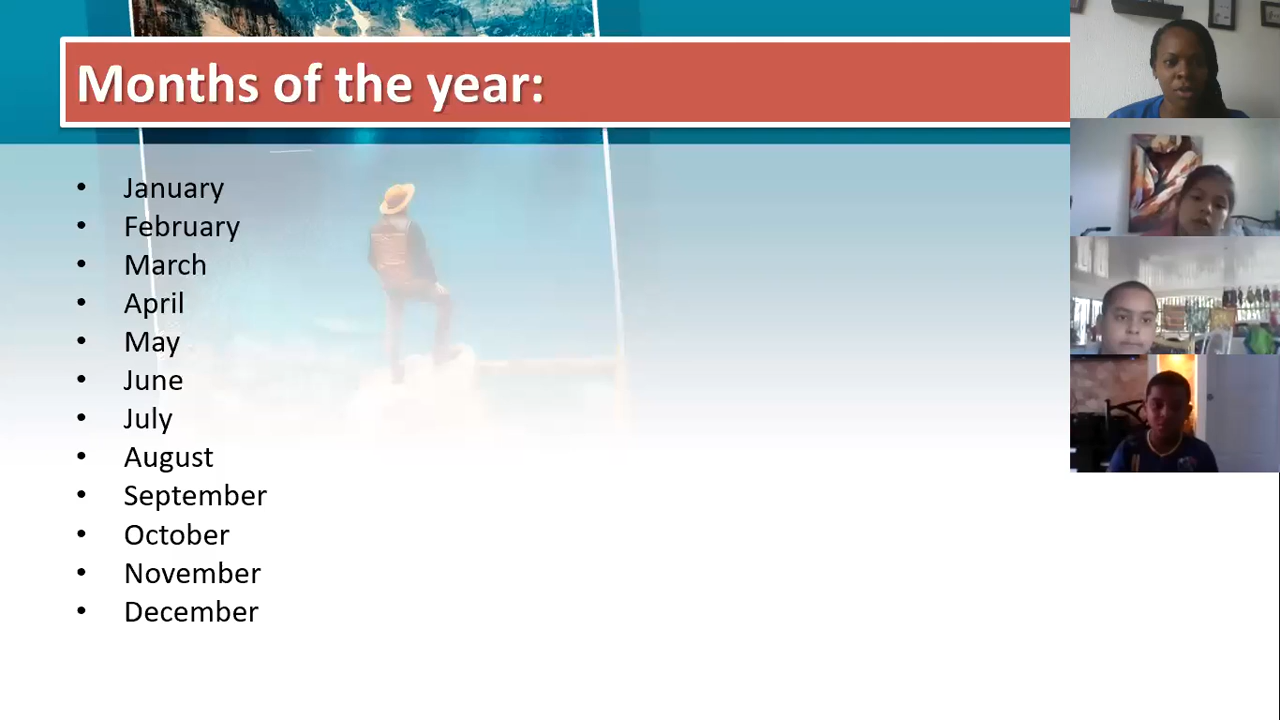 Months of the year:
• January
• February
• March
• April
• May
• June
• July
• August
• September
• October
• November
• December